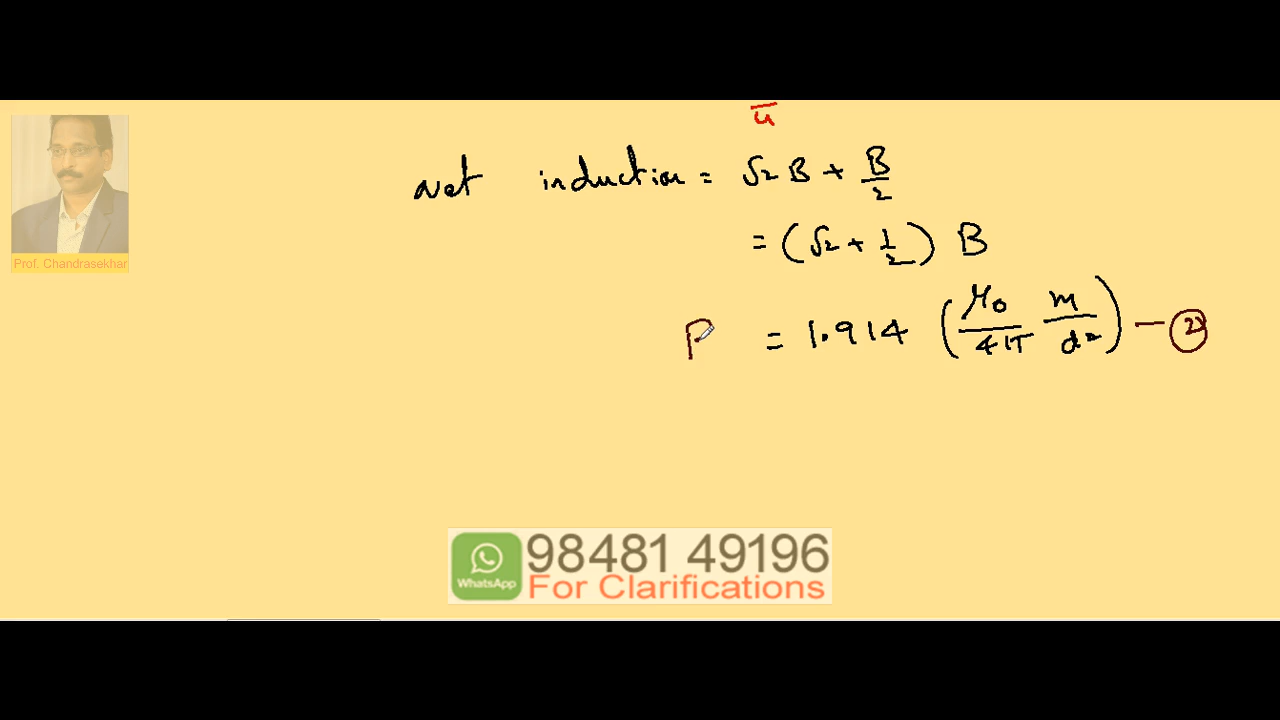 u̅
Prof. Chandrasekhar
Net induction = √2 B + B/2
= (√2 + 1/2) B
P = 1.914 (μ0/4π m/d²) — ②
WhatsApp
98481 49196
For Clarifications